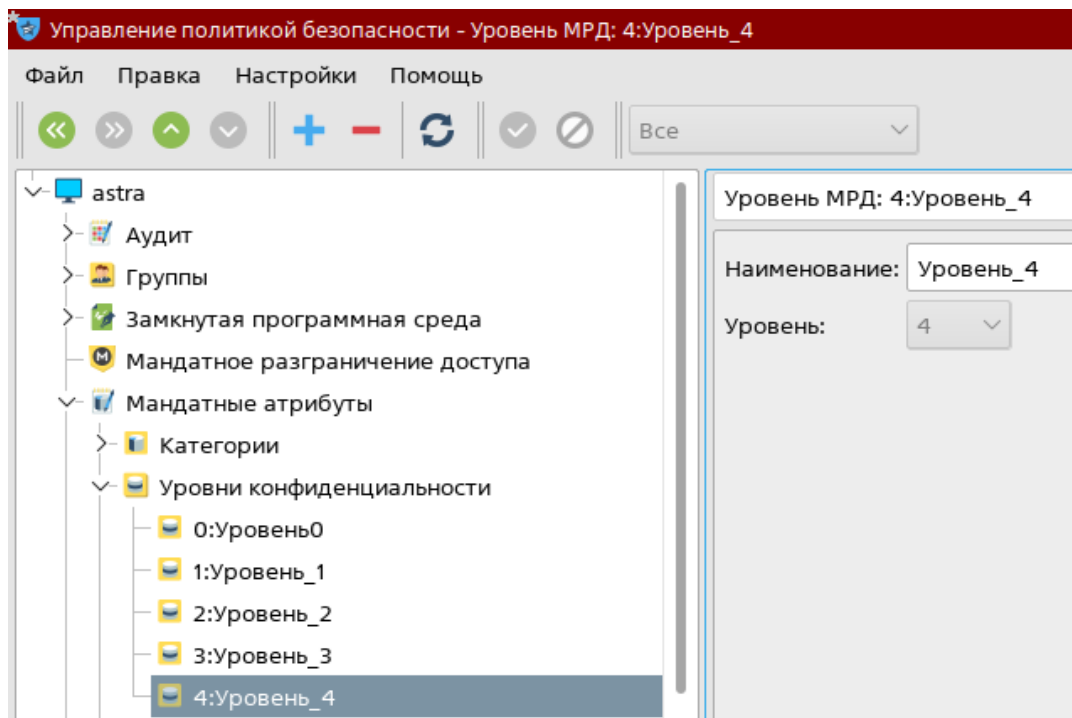 Управление политикой безопасности - Уровень МРД: 4:Уровень_4
Файл Правка Настройки Помощь
Все
astra
Аудит
Группы
Замкнутая программная среда
Мандатное разграничение доступа
Мандатные атрибуты
Категории
Уровни конфиденциальности
0:Уровень0
1:Уровень_1
2:Уровень_2
3:Уровень_3
4:Уровень_4
Уровень МРД: 4:Уровень_4
Наименование: Уровень_4
Уровень: 4